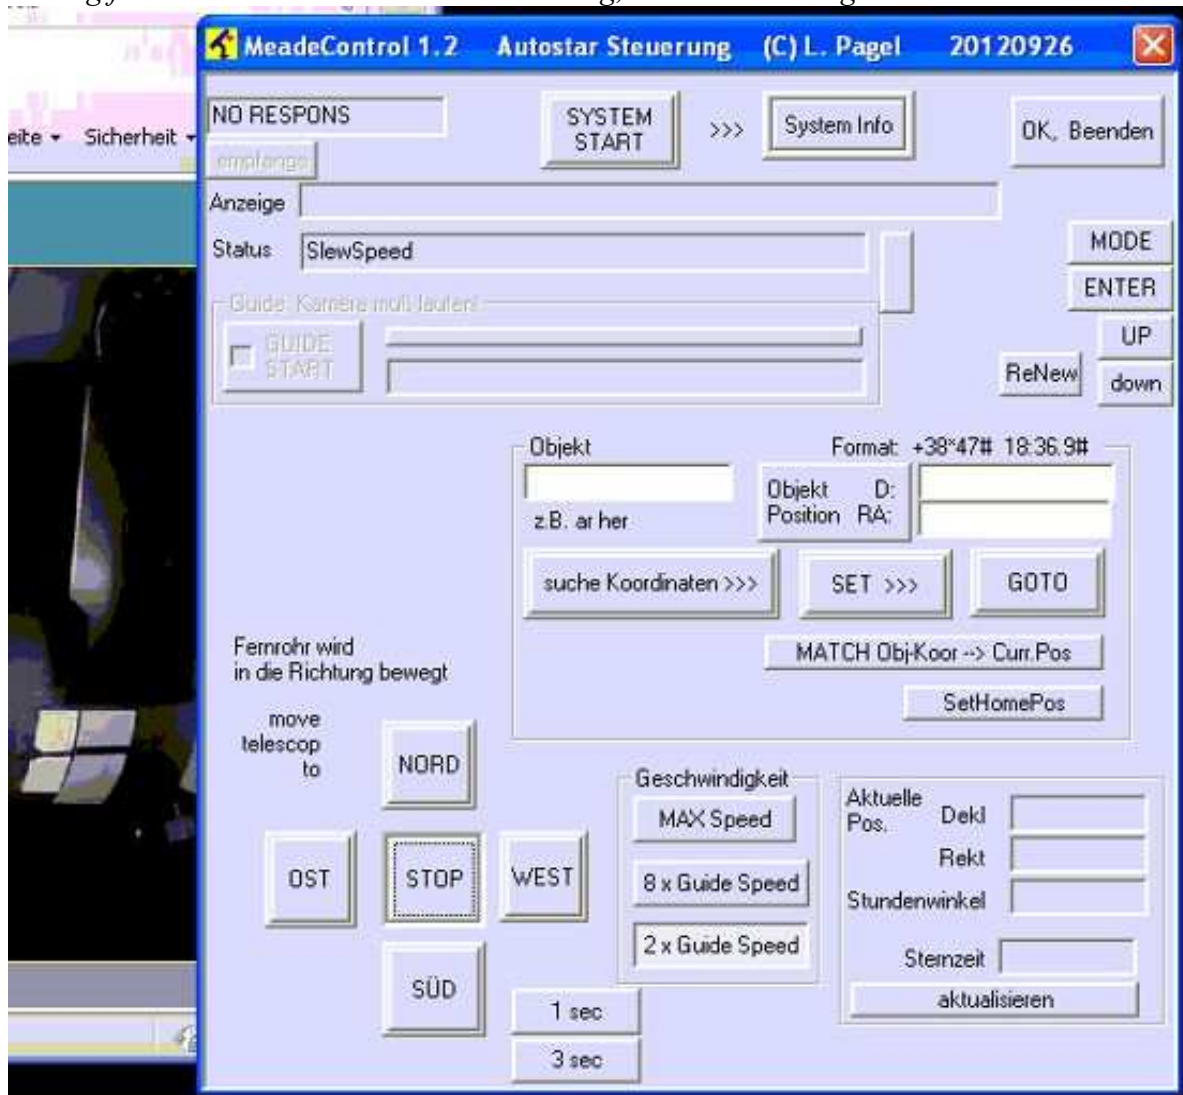 MeadeControl 1.2 Autostar Steuerung (C) L. Pagel 20120926
eite Sicherheit
NO RESPONS
SYSTEM
START
>>>
System Info
OK, Beenden
empfange
Anzeige
Status SlewSpeed
MODE
ENTER
UP
down
ReNew
Guide: Kamera muß laufen!
GUIDE
START
Objekt
Format: +38*47# 18:36.9#
z.B. ar her
Objekt D:
Position RA:
suche Koordinaten >>>
SET >>>
GOTO
MATCH Obj-Koor --> Curr.Pos
SetHomePos
Fernrohr wird
in die Richtung bewegt
move
telescop
to
NORD
OST
STOP
WEST
SÜD
1 sec
3 sec
Geschwindigkeit
MAX Speed
8 x Guide Speed
2 x Guide Speed
Aktuelle
Pos.
Dekl
Rekt
Stundenwinkel
Sternzeit
aktualisieren